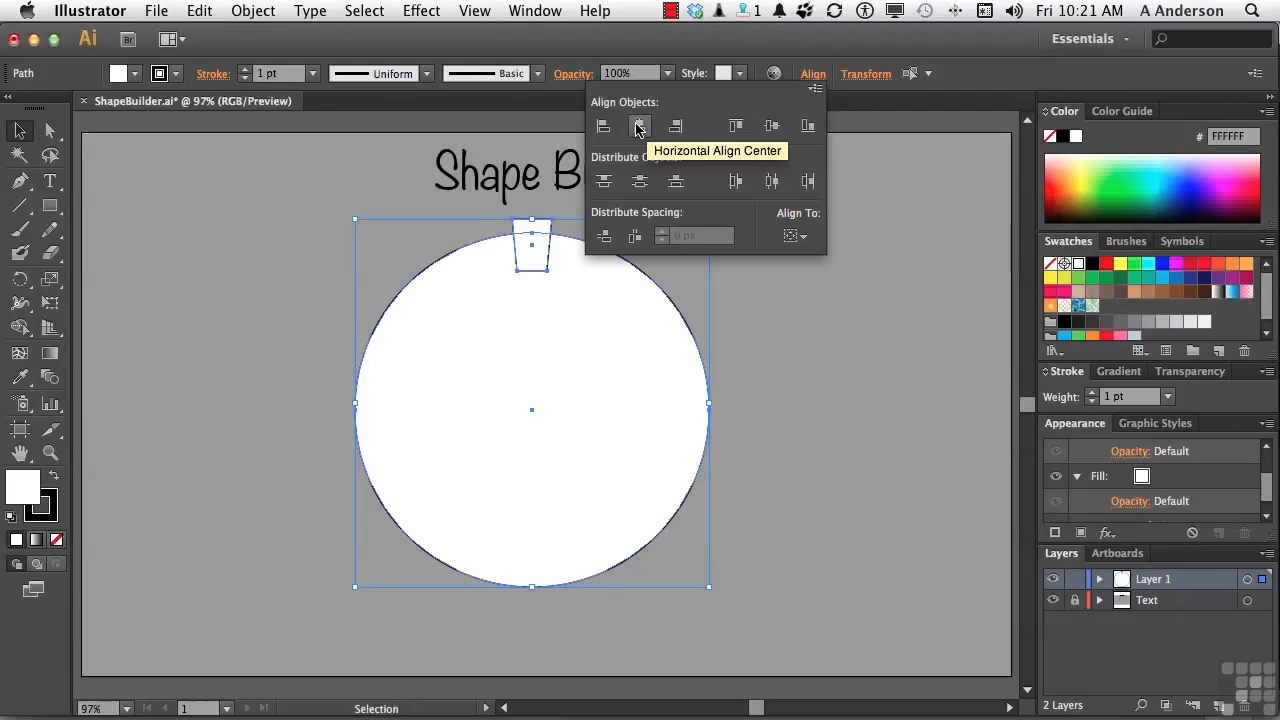 Illustrator File Edit Object Type Select Effect View Window Help 1 Fri 10:21 AM A Anderson
Ai Br Essentials
Path Stroke: 1 pt Uniform Basic Opacity: 100% Style: Align Transform
ShapeBuilder.ai* @ 97% (RGB/Preview)
Align Objects:
Horizontal Align Center
Distribute Spacing:
Align To:
0 px
Shape B
Color Color Guide
# FFFFFF
Swatches Brushes Symbols
Stroke Gradient Transparency
Weight: 1 pt
Appearance Graphic Styles
Opacity: Default
Fill:
Opacity: Default
fx
Layers Artboards
Layer 1
Text
2 Layers
97% 1 Selection